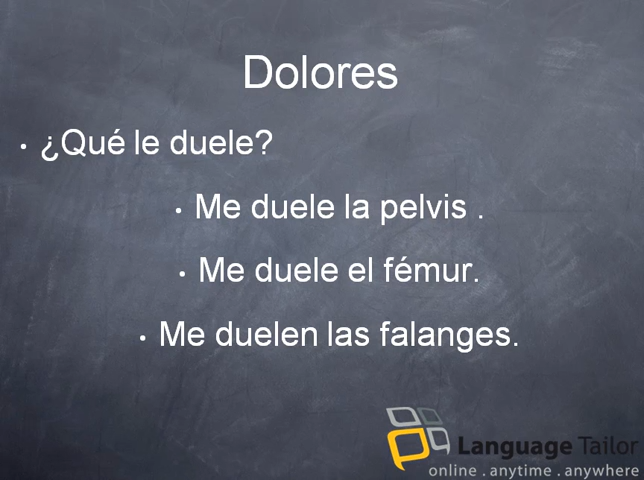 Dolores
• ¿Qué le duele?
• Me duele la pelvis .
• Me duele el fémur.
• Me duelen las falanges.
Language Tailor
online . anytime . anywhere